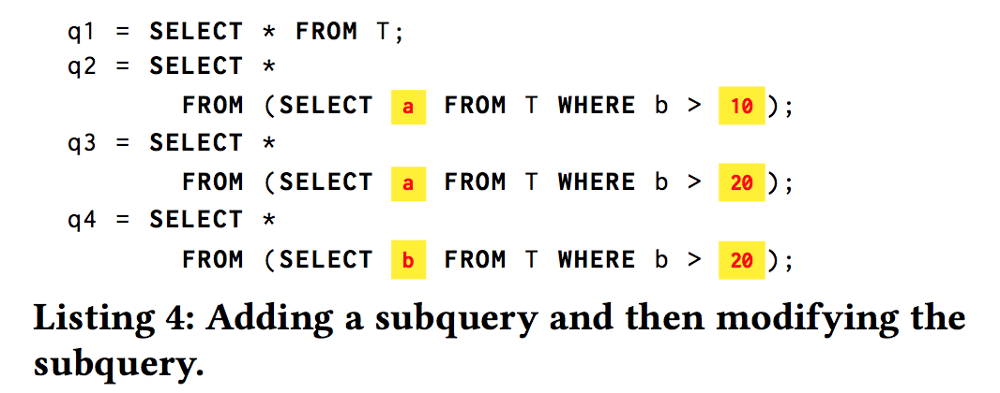 q1 = SELECT * FROM T;
q2 = SELECT *
FROM (SELECT a FROM T WHERE b > 10);
q3 = SELECT *
FROM (SELECT a FROM T WHERE b > 20);
q4 = SELECT *
FROM (SELECT b FROM T WHERE b > 20);
Listing 4: Adding a subquery and then modifying the
subquery.